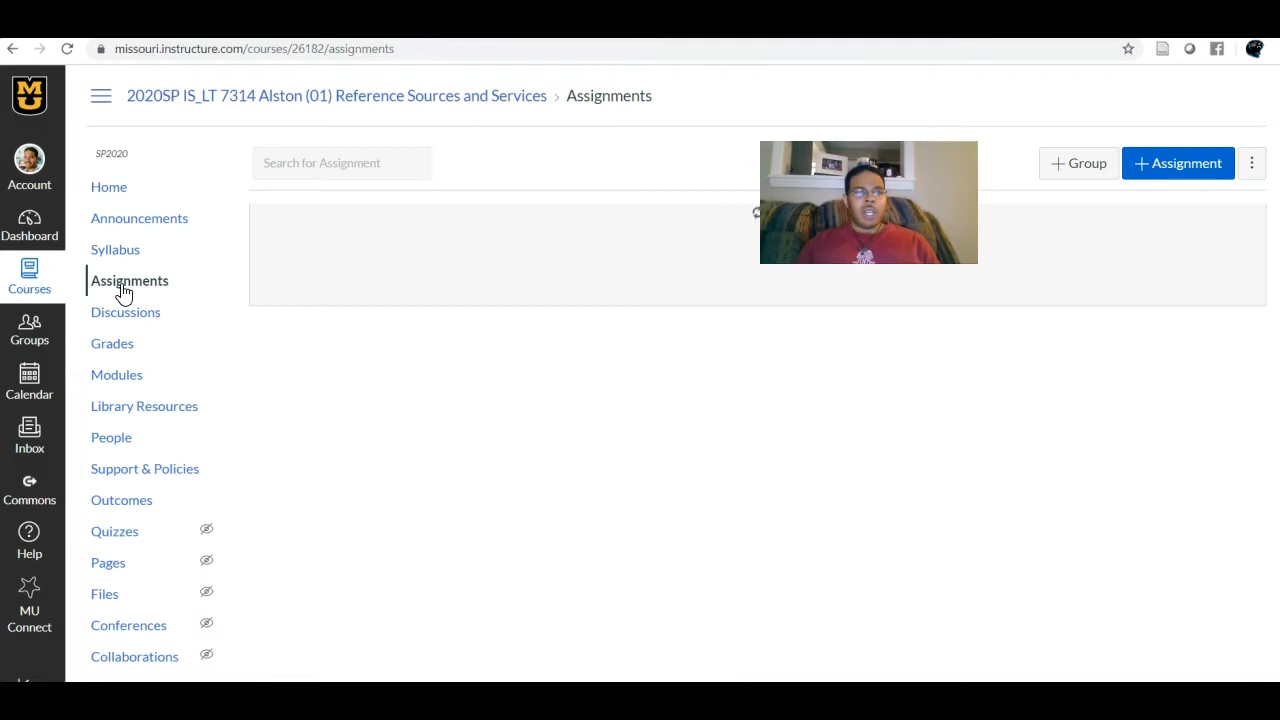 missouri.instructure.com/courses/26182/assignments
MU
Account
Dashboard
Courses
Groups
Calendar
Inbox
Commons
Help
MU
Connect
2020SP IS_LT 7314 Alston (01) Reference Sources and Services › Assignments
SP2020
Home
Announcements
Syllabus
Assignments
Discussions
Grades
Modules
Library Resources
People
Support & Policies
Outcomes
Quizzes
Pages
Files
Conferences
Collaborations
Search for Assignment
+ Group
+ Assignment